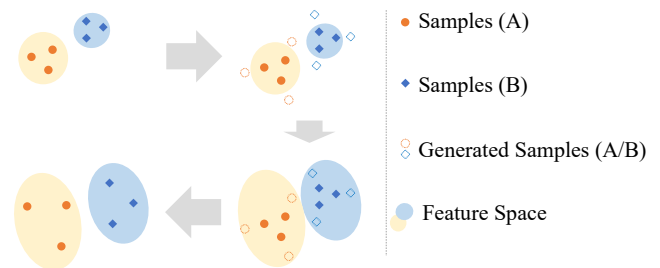 Samples (A)
Samples (B)
Generated Samples (A/B)
Feature Space